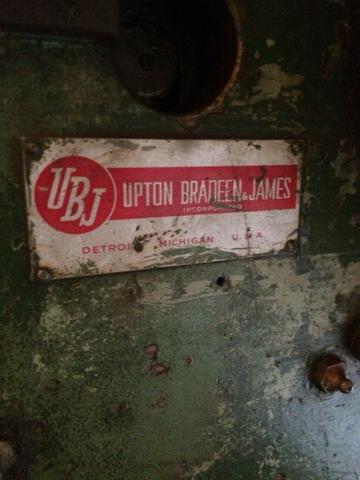 UBJ
UPTON BRADEEN & JAMES
INCORPORATED
DETROIT MICHIGAN U.S.A.